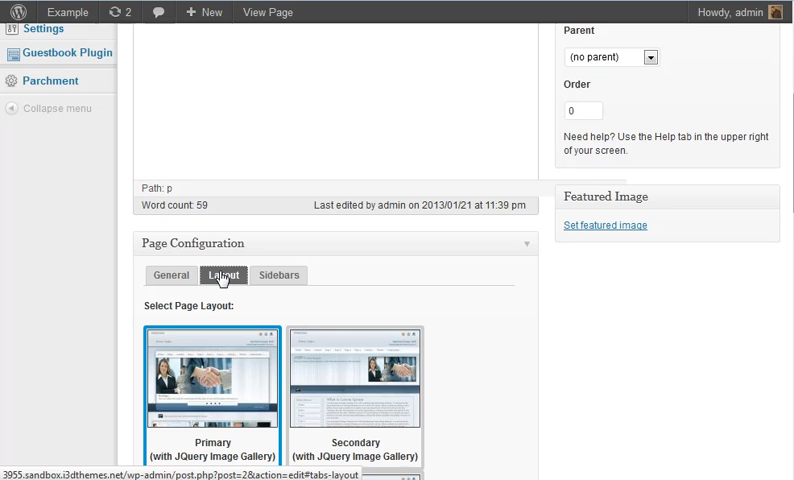 Example
2
New
View Page
Howdy, admin
Settings
Guestbook Plugin
Parchment
Collapse menu
Parent
(no parent)
Order
0
Need help? Use the Help tab in the upper right
of your screen.
Path: p
Word count: 59
Last edited by admin on 2013/01/21 at 11:39 pm
Featured Image
Set featured image
Page Configuration
General
Layout
Sidebars
Select Page Layout:
Primary
(with JQuery Image Gallery)
Secondary
(with JQuery Image Gallery)
3955.sandbox.i3dthemes.net/wp-admin/post.php?post=2&action=edit#tabs-layout